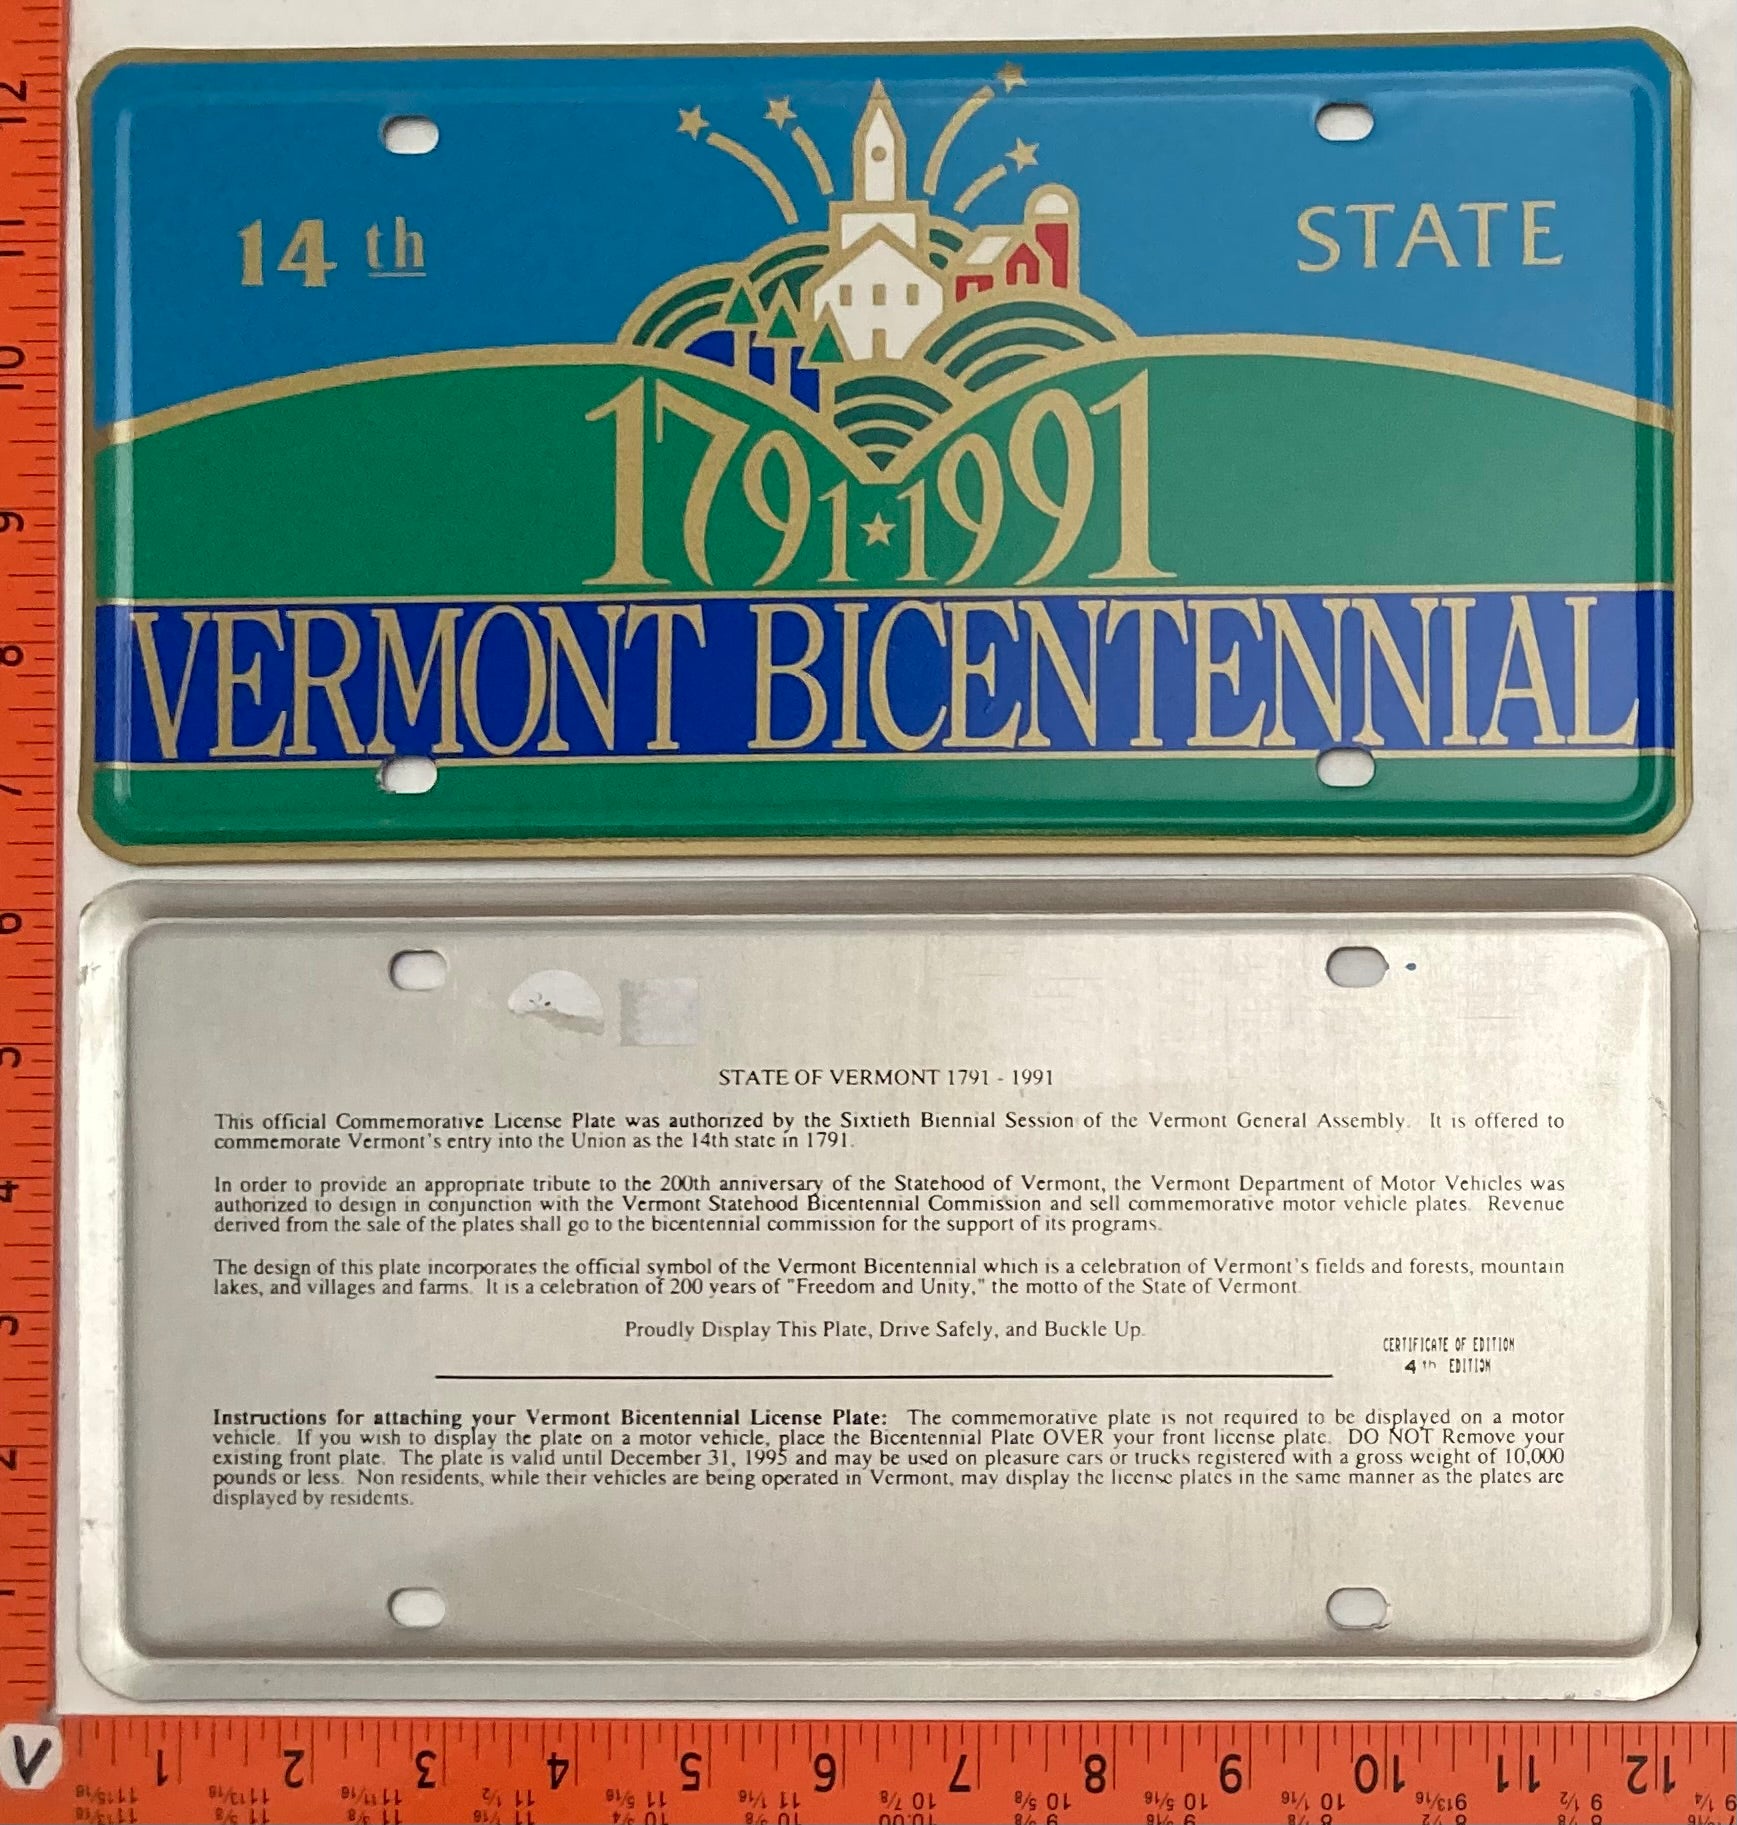 14 th STATE
1791 ★ 1991
VERMONT BICENTENNIAL
STATE OF VERMONT 1791 - 1991
This official Commemorative License Plate was authorized by the Sixtieth Biennial Session of the Vermont General Assembly. It is offered to
commemorate Vermont's entry into the Union as the 14th state in 1791.
In order to provide an appropriate tribute to the 200th anniversary of the Statehood of Vermont, the Vermont Department of Motor Vehicles was
authorized to design in conjunction with the Vermont Statehood Bicentennial Commission and sell commemorative motor vehicle plates. Revenue
derived from the sale of the plates shall go to the bicentennial commission for the support of its programs.
The design of this plate incorporates the official symbol of the Vermont Bicentennial which is a celebration of Vermont's fields and forests, mountain
lakes, and villages and farms. It is a celebration of 200 years of "Freedom and Unity," the motto of the State of Vermont.
Proudly Display This Plate, Drive Safely, and Buckle Up.
CERTIFICATE OF EDITION
4th EDITION
Instructions for attaching your Vermont Bicentennial License Plate: The commemorative plate is not required to be displayed on a motor
vehicle. If you wish to display the plate on a motor vehicle, place the Bicentennial Plate OVER your front license plate. DO NOT Remove your
existing front plate. The plate is valid until December 31, 1995 and may be used on pleasure cars or trucks registered with a gross weight of 10,000
pounds or less. Non residents, while their vehicles are being operated in Vermont, may display the license plates in the same manner as the plates are
displayed by residents.
12
11
10
9
8
7
6
5
4
3
2
1
1 2 3 4 5 6 7 8 9 10 11 12